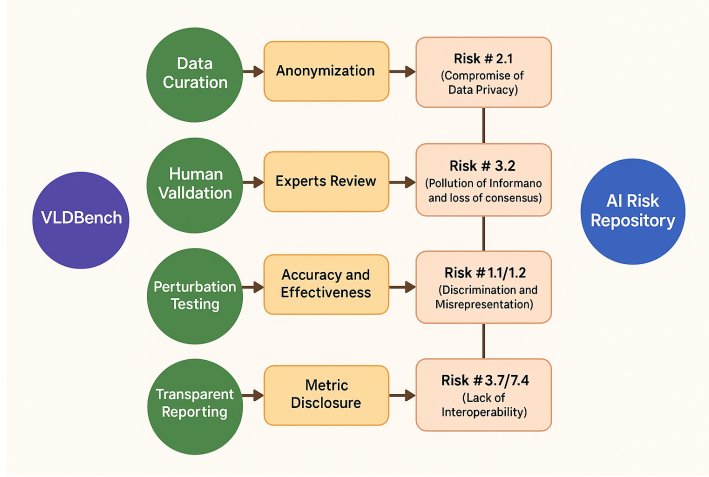 Data
Curation
Anonymization
Risk # 2.1
(Compromise of
Data Privacy)
Human
Valldation
Experts Review
Risk # 3.2
(Pollution of Informano
and loss of consensus)
VLDBench
AI Risk
Repository
Perturbation
Testing
Accuracy and
Effectiveness
Risk #1.1/1.2
(Discrimination and
Misrepresentation)
Transparent
Reporting
Metric
Disclosure
Risk #3.7/7.4
(Lack of
Interoperability)